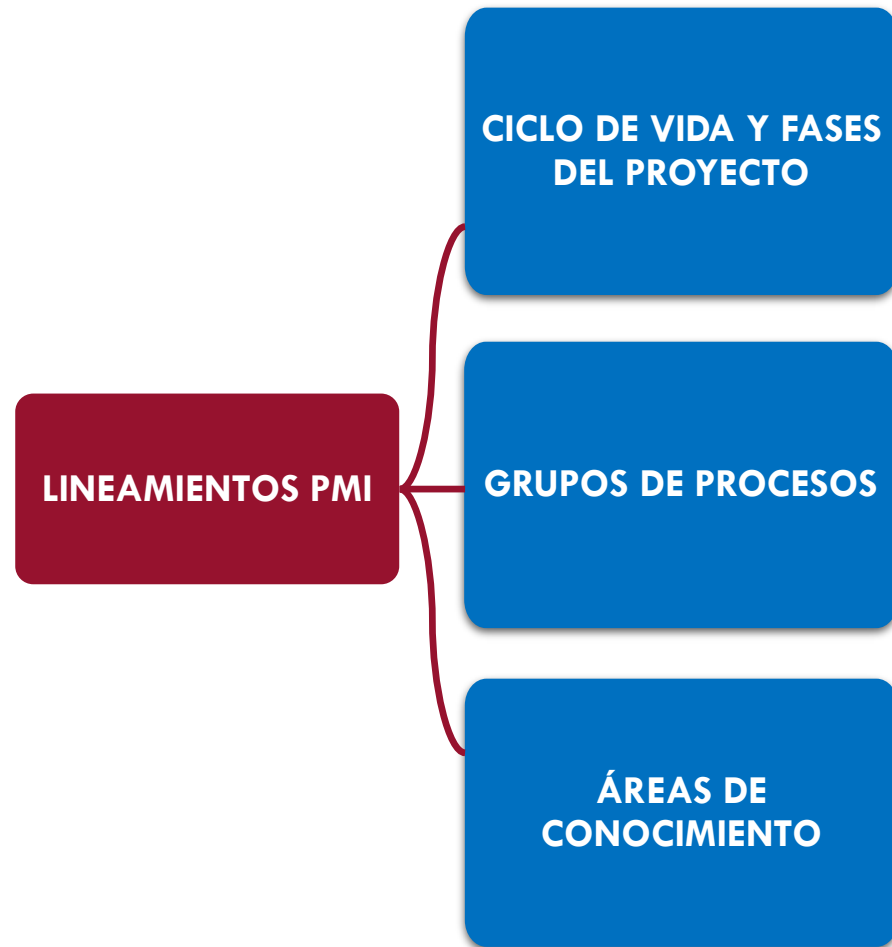 CICLO DE VIDA Y FASES
DEL PROYECTO
LINEAMIENTOS PMI
GRUPOS DE PROCESOS
ÁREAS DE
CONOCIMIENTO